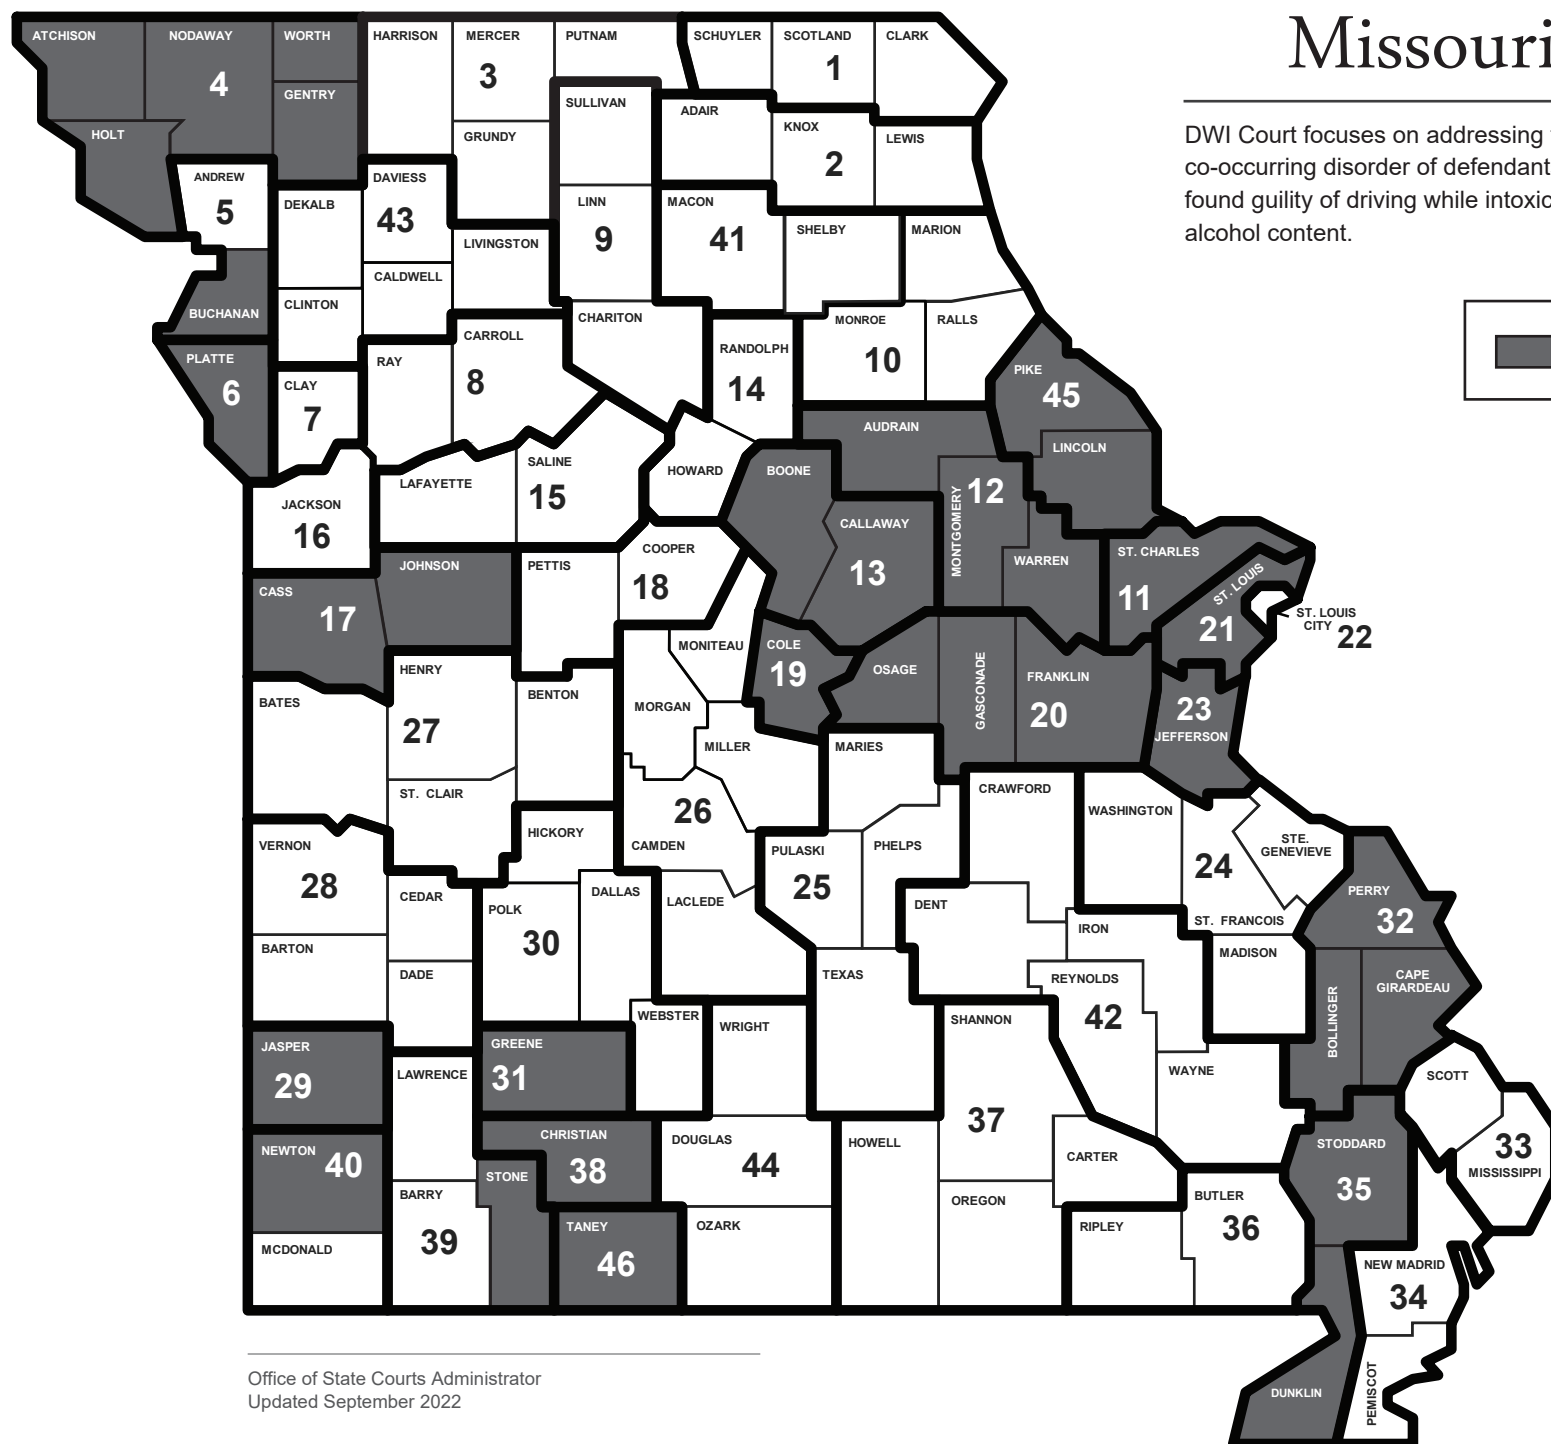 Missouri
DWI Court focuses on addressing
co-occurring disorder of defendant
found guility of driving while intoxic
alcohol content.
ATCHISON
NODAWAY
WORTH
HARRISON
MERCER
PUTNAM
SCHUYLER
SCOTLAND
CLARK
4
3
1
GENTRY
SULLIVAN
ADAIR
KNOX
LEWIS
HOLT
GRUNDY
2
ANDREW
5
DEKALB
DAVIESS
43
LINN
9
MACON
41
SHELBY
MARION
LIVINGSTON
CALDWELL
BUCHANAN
CLINTON
CHARITON
MONROE
RALLS
10
PLATTE
6
CLAY
7
RAY
CARROLL
8
RANDOLPH
14
PIKE
45
AUDRAIN
LINCOLN
SALINE
15
HOWARD
BOONE
LAFAYETTE
JACKSON
16
MONTGOMERY
12
CALLAWAY
13
COOPER
18
ST. CHARLES
11
WARREN
JOHNSON
PETTIS
CASS
17
ST. LOUIS
21
ST. LOUIS
CITY
22
MONITEAU
COLE
19
OSAGE
GASCONADE
FRANKLIN
20
HENRY
27
BATES
BENTON
MORGAN
MILLER
MARIES
23
JEFFERSON
ST. CLAIR
CRAWFORD
WASHINGTON
26
CAMDEN
HICKORY
VERNON
28
PULASKI
25
PHELPS
24
STE.
GENEVIEVE
CEDAR
POLK
30
DALLAS
LACLEDE
DENT
ST. FRANCOIS
PERRY
32
IRON
BARTON
DADE
TEXAS
MADISON
REYNOLDS
42
BOLLINGER
CAPE
GIRARDEAU
WEBSTER
WRIGHT
SHANNON
JASPER
29
GREENE
31
LAWRENCE
WAYNE
SCOTT
37
NEWTON
40
CHRISTIAN
38
DOUGLAS
44
HOWELL
CARTER
STODDARD
35
33
MISSISSIPPI
STONE
BARRY
39
OREGON
BUTLER
36
TANEY
46
OZARK
RIPLEY
MCDONALD
NEW MADRID
34
DUNKLIN
PEMISCOT
Office of State Courts Administrator
Updated September 2022